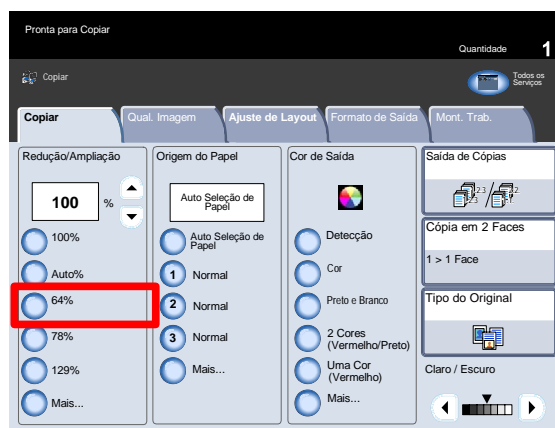 Pronta para Copiar
Quantidade 1
Copiar
Todos os
Serviços
Copiar
Qual. Imagem
Ajuste de Layout
Formato de Saída
Mont. Trab.
Redução/Ampliação
100 %
100%
Auto%
64%
78%
129%
Mais...
Origem do Papel
Auto Seleção de
Papel
Auto Seleção de
Papel
1 Normal
2 Normal
3 Normal
Mais...
Cor de Saída
Detecção
Cor
Preto e Branco
2 Cores
(Vermelho/Preto)
Uma Cor
(Vermelho)
Mais...
Saída de Cópias
Cópia em 2 Faces
1 > 1 Face
Tipo do Original
Claro / Escuro